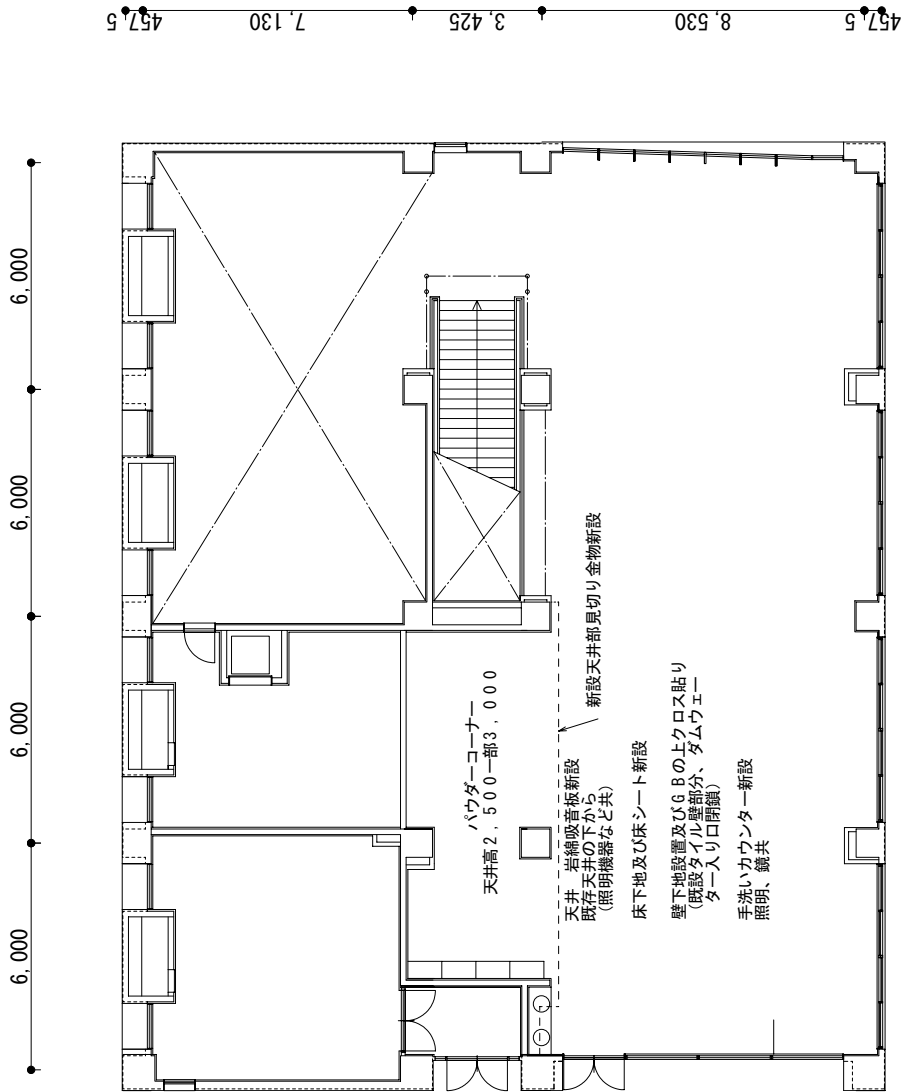 457.5
7,130
3,425
8,530
457.5
6,000
6,000
6,000
6,000
パウダーコーナー
天井高2,500一部3,000
新設天井部見切り金物新設
天井 岩綿吸音板新設
既存天井の下から
(照明機器など共)
床下地及び床シート新設
壁下地設置及びGBの上クロス貼り
(既設タイル壁部分、ダムウェー
ター入り口閉鎖)
手洗いカウンター新設
照明、鏡共